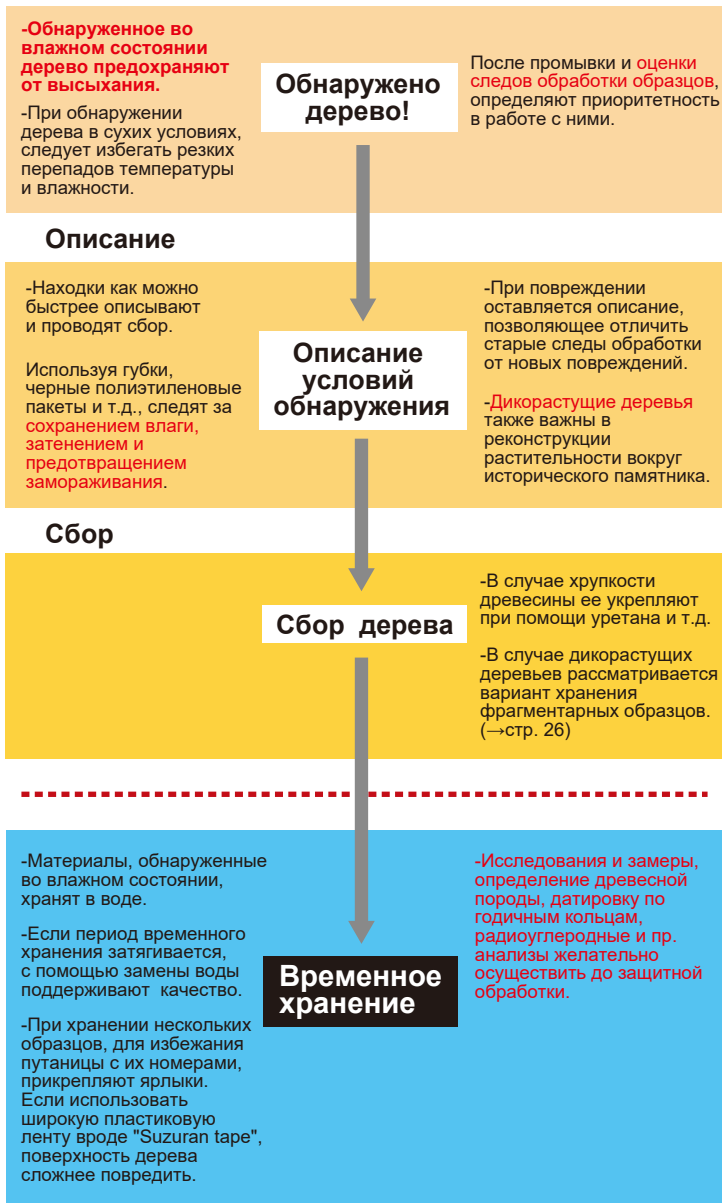 -Обнаруженное во
влажном состоянии
дерево предохраняют
от высыхания.
-При обнаружении
дерева в сухих условиях,
следует избегать резких
перепадов температуры
и влажности.
Обнаружено
дерево!
После промывки и оценки
следов обработки образцов,
определяют приоритетность
в работе с ними.
Описание
-Находки как можно
быстрее описывают
и проводят сбор.
Используя губки,
черные полиэтиленовые
пакеты и т.д., следят за
сохранением влаги,
затенением и
предотвращением
замораживания.
Описание
условий
обнаружения
-При повреждении
оставляется описание,
позволяющее отличить
старые следы обработки
от новых повреждений.
-Дикорастущие деревья
также важны в
реконструкции
растительности вокруг
исторического памятника.
Сбор
Сбор дерева
-В случае хрупкости
древесины ее укрепляют
при помощи уретана и т.д.
-В случае дикорастущих
деревьев рассматривается
вариант хранения
фрагментарных образцов.
(→стр. 26)
-Материалы, обнаруженные
во влажном состоянии,
хранят в воде.
-Если период временного
хранения затягивается,
с помощью замены воды
поддерживают качество.
-При хранении нескольких
образцов, для избежания
путаницы с их номерами,
прикрепляют ярлыки.
Если использовать
широкую пластиковую
ленту вроде "Suzuran tape",
поверхность дерева
сложнее повредить.
Временное
хранение
-Исследования и замеры,
определение древесной
породы, датировку по
годичным кольцам,
радиоуглеродные и пр.
анализы желательно
осуществить до защитной
обработки.